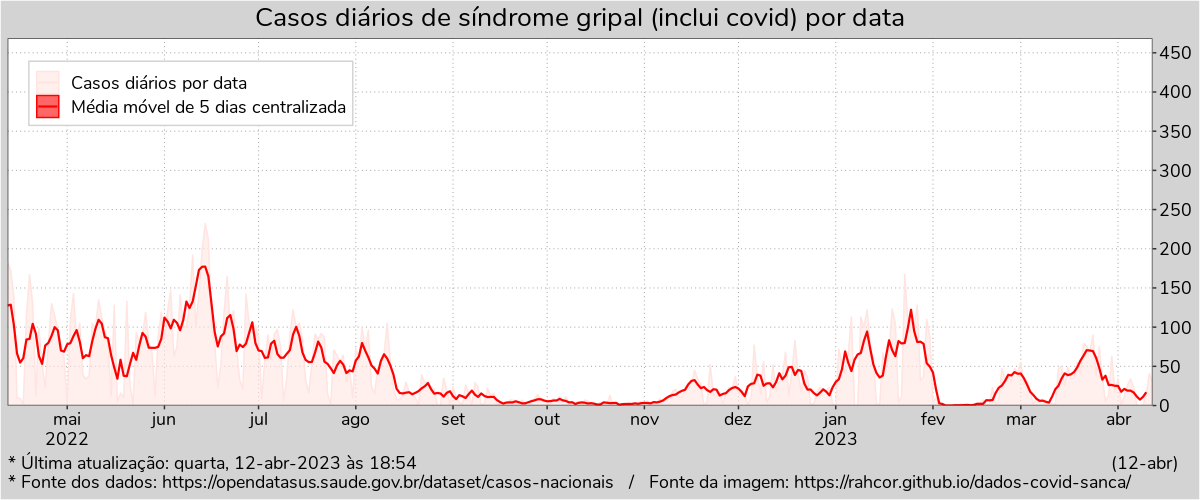 Casos diários de síndrome gripal (inclui covid) por data
Casos diários por data
Média móvel de 5 dias centralizada
450
400
350
300
250
200
150
100
50
0
mai jun jul ago set out nov dez jan fev mar abr
2022 2023
* Última atualização: quarta, 12-abr-2023 às 18:54 (12-abr)
* Fonte dos dados: https://opendatasus.saude.gov.br/dataset/casos-nacionais / Fonte da imagem: https://rahcor.github.io/dados-covid-sanca/